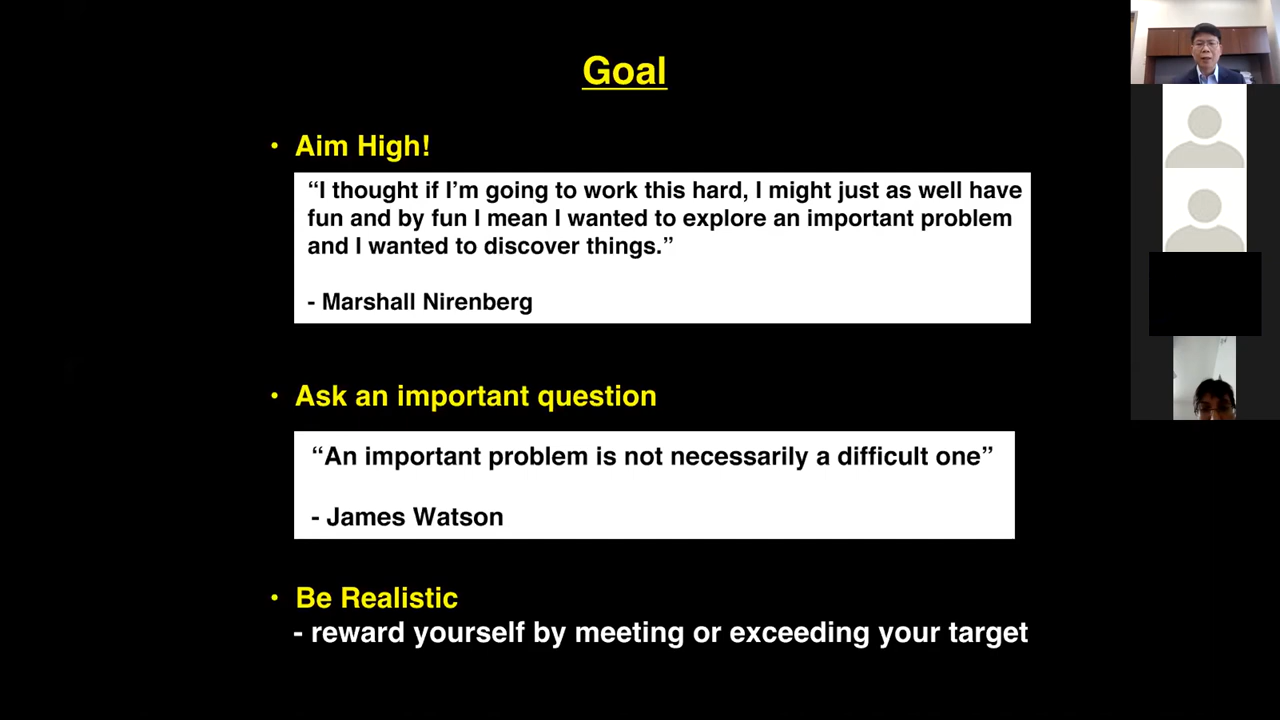 Goal
• Aim High!
“I thought if I’m going to work this hard, I might just as well have
fun and by fun I mean I wanted to explore an important problem
and I wanted to discover things.”
- Marshall Nirenberg
• Ask an important question
“An important problem is not necessarily a difficult one”
- James Watson
• Be Realistic
- reward yourself by meeting or exceeding your target